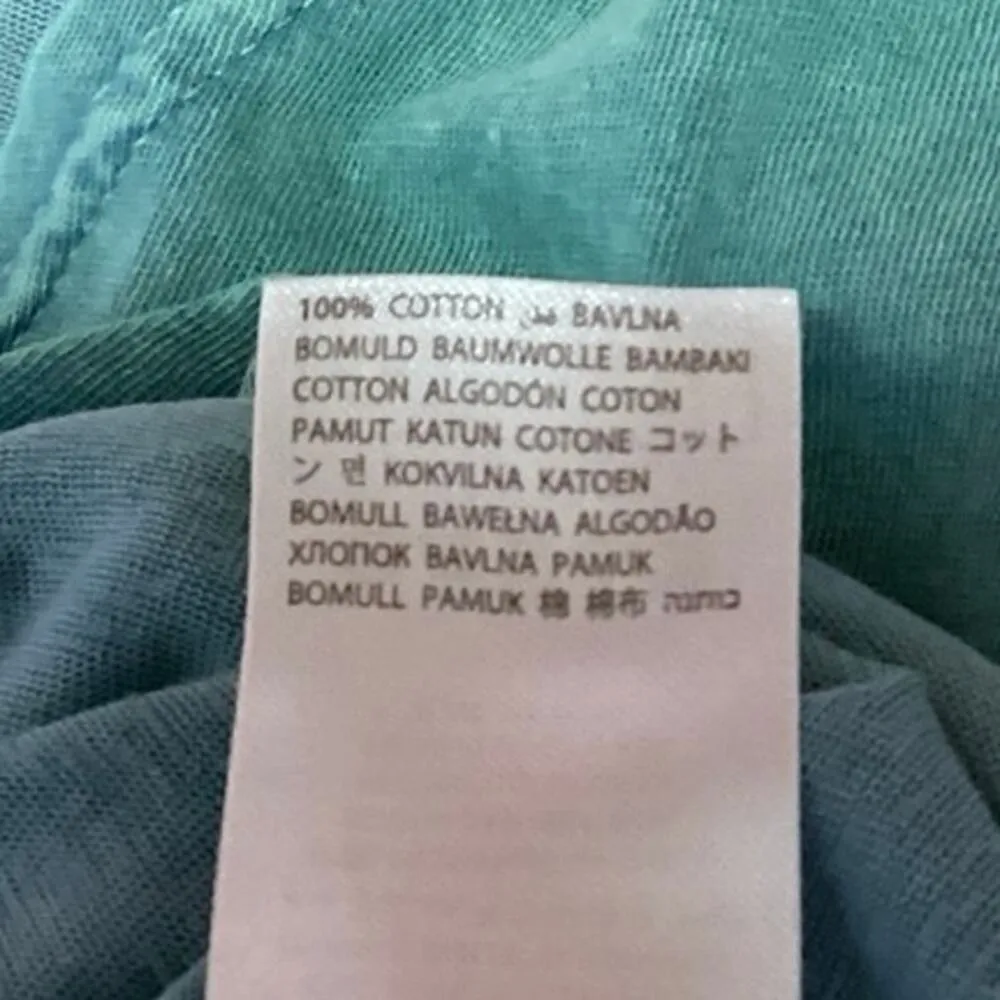 100% COTTON قطن BAVLNA
BOMULD BAUMWOLLE BAMBAKI
COTTON ALGODÓN COTON
PAMUT KATUN COTONE コット
ン 면 KOKVILNA KATOEN
BOMULL BAWEŁNA ALGODÃO
ХЛОПОК BAVLNA PAMUK
BOMULL PAMUK 棉 綿布 כותנה